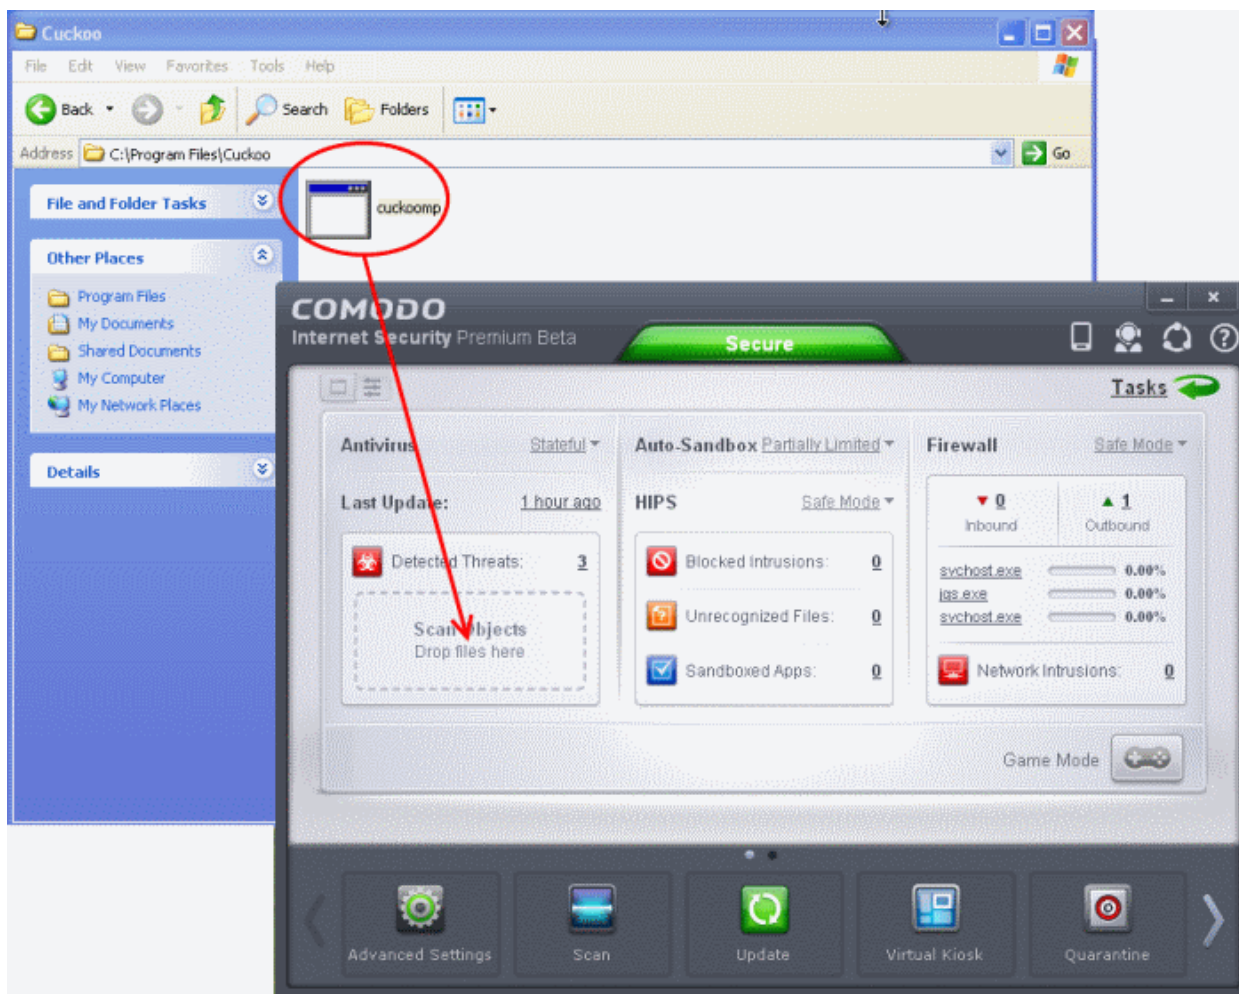 Cuckoo
File Edit View Favorites Tools Help
Back Search Folders
Address C:\Program Files\Cuckoo Go
File and Folder Tasks
cuckoomp
Other Places
Program Files
My Documents
Shared Documents
My Computer
My Network Places
Details
COMODO
Internet Security Premium Beta
Secure
Tasks
Antivirus Stateful
Last Update: 1 hour ago
Detected Threats: 3
Scan Objects
Drop files here
Auto-Sandbox Partially Limited
HIPS Safe Mode
Blocked Intrusions: 0
Unrecognized Files: 0
Sandboxed Apps: 0
Firewall Safe Mode
0 1
Inbound Outbound
svchost.exe 0.00%
jqs.exe 0.00%
svchost.exe 0.00%
Network Intrusions: 0
Game Mode
Advanced Settings Scan Update Virtual Kiosk Quarantine